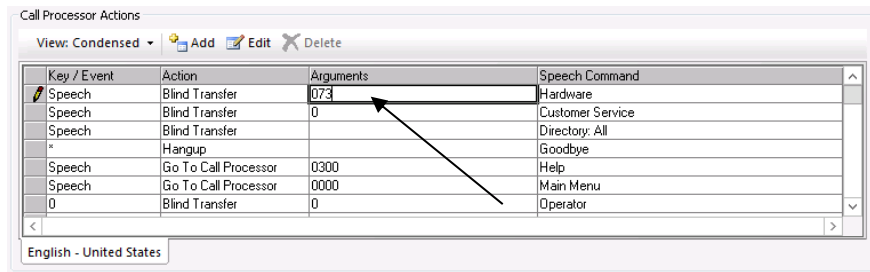 Call Processor Actions
View: Condensed Add Edit Delete
Key / Event Action Arguments Speech Command
Speech Blind Transfer 073 Hardware
Speech Blind Transfer 0 Customer Service
Speech Blind Transfer Directory: All
* Hangup Goodbye
Speech Go To Call Processor 0300 Help
Speech Go To Call Processor 0000 Main Menu
0 Blind Transfer 0 Operator
English - United States